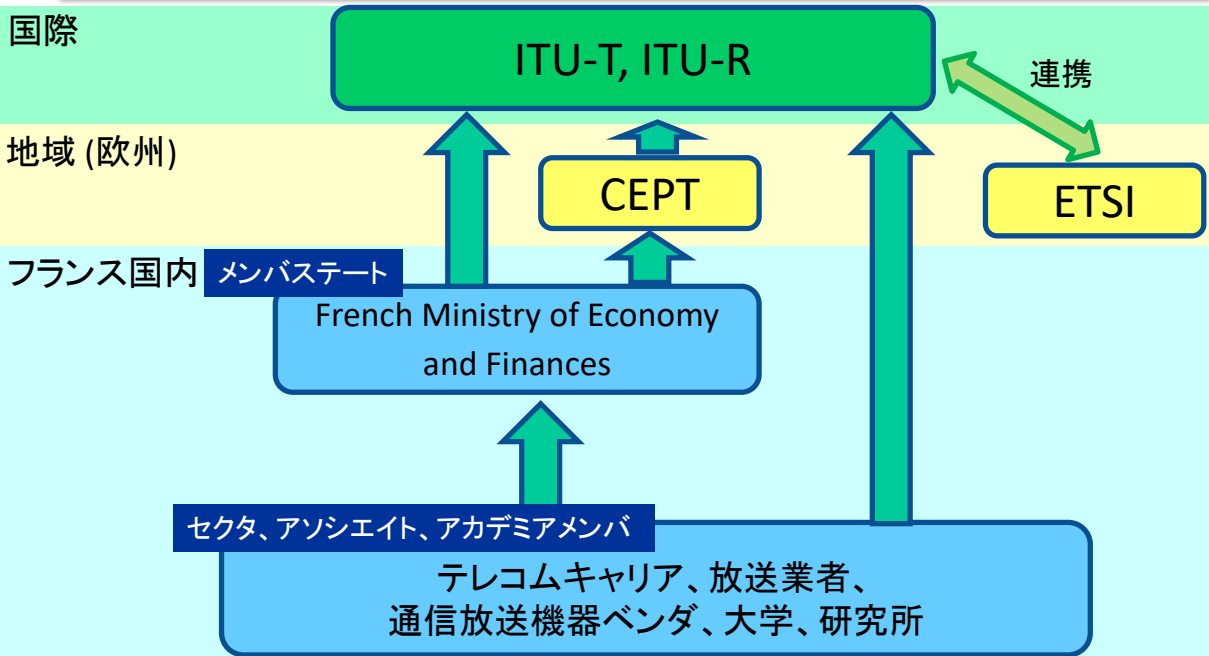 国際
ITU-T, ITU-R
連携
地域 (欧州)
CEPT
ETSI
フランス国内
メンバステート
French Ministry of Economy
and Finances
セクタ、アソシエイト、アカデミアメンバ
テレコムキャリア、放送業者、
通信放送機器ベンダ、大学、研究所